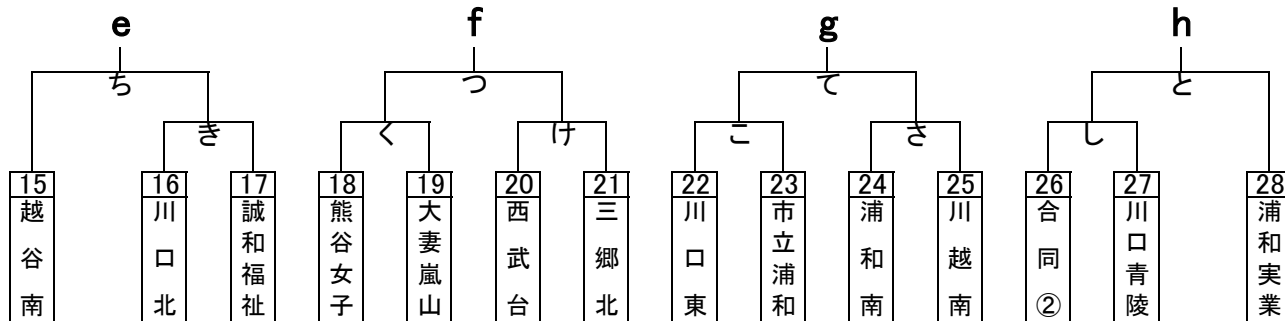 e f g h
ち つ て と
き く け こ さ し
15 16 17 18 19 20 21 22 23 24 25 26 27 28
越谷南
川口北
誠和福祉
熊谷女子
大妻嵐山
西武台
三郷北
川口東
市立浦和
浦和南
川越南
合同②
川口青陵
浦和実業